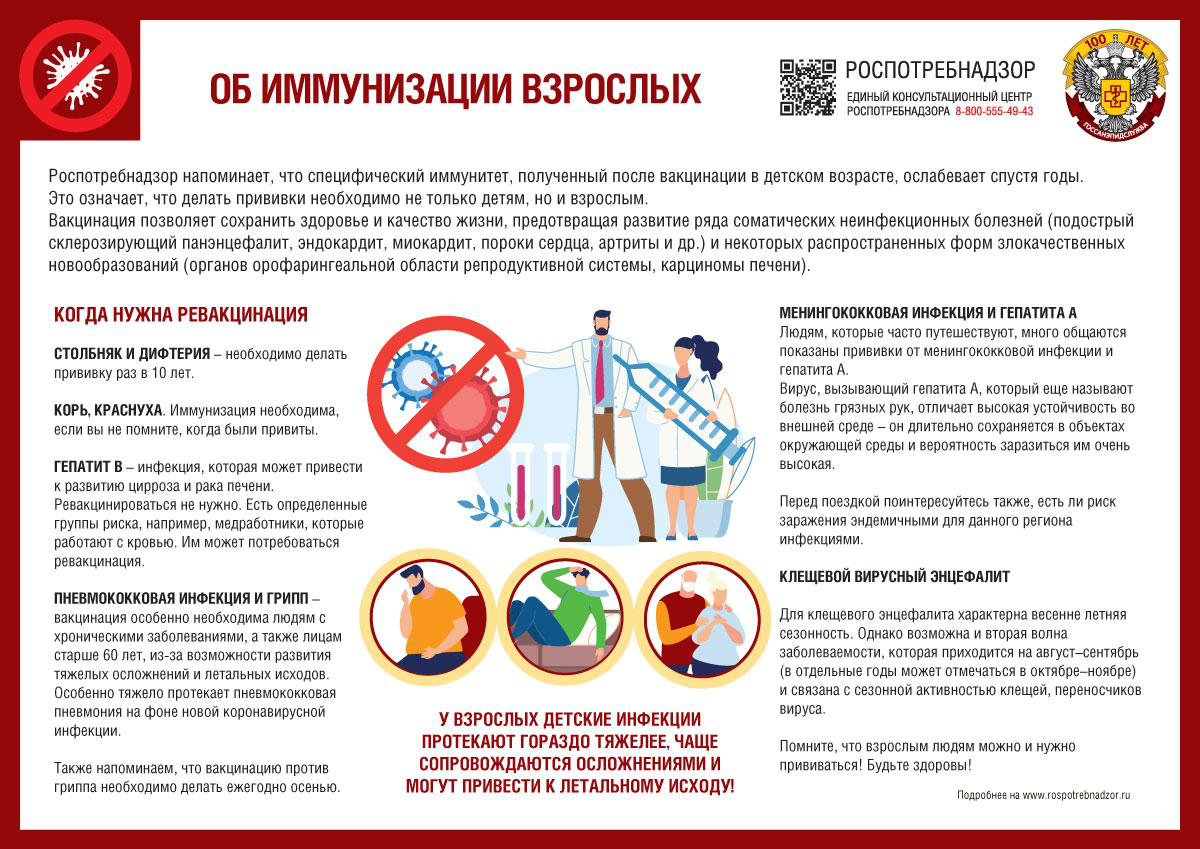 ОБ ИММУНИЗАЦИИ ВЗРОСЛЫХ
РОСПОТРЕБНАДЗОР
ЕДИНЫЙ КОНСУЛЬТАЦИОННЫЙ ЦЕНТР
РОСПОТРЕБНАДЗОРА 8-800-555-49-43
100 ЛЕТ
ГОССАНЭПИДСЛУЖБА
Роспотребнадзор напоминает, что специфический иммунитет, полученный после вакцинации в детском возрасте, ослабевает спустя годы.
Это означает, что делать прививки необходимо не только детям, но и взрослым.
Вакцинация позволяет сохранить здоровье и качество жизни, предотвращая развитие ряда соматических неинфекционных болезней (подострый
склерозирующий панэнцефалит, эндокардит, миокардит, пороки сердца, артриты и др.) и некоторых распространенных форм злокачественных
новообразований (органов орофарингеальной области репродуктивной системы, карциномы печени).
КОГДА НУЖНА РЕВАКЦИНАЦИЯ
СТОЛБНЯК И ДИФТЕРИЯ – необходимо делать
прививку раз в 10 лет.
КОРЬ, КРАСНУХА. Иммунизация необходима,
если вы не помните, когда были привиты.
ГЕПАТИТ В – инфекция, которая может привести
к развитию цирроза и рака печени.
Ревакцинироваться не нужно. Есть определенные
группы риска, например, медработники, которые
работают с кровью. Им может потребоваться
ревакцинация.
ПНЕВМОКОККОВАЯ ИНФЕКЦИЯ И ГРИПП –
вакцинация особенно необходима людям с
хроническими заболеваниями, а также лицам
старше 60 лет, из-за возможности развития
тяжелых осложнений и летальных исходов.
Особенно тяжело протекает пневмококковая
пневмония на фоне новой коронавирусной
инфекции.
Также напоминаем, что вакцинацию против
гриппа необходимо делать ежегодно осенью.
У ВЗРОСЛЫХ ДЕТСКИЕ ИНФЕКЦИИ
ПРОТЕКАЮТ ГОРАЗДО ТЯЖЕЛЕЕ, ЧАЩЕ
СОПРОВОЖДАЮТСЯ ОСЛОЖНЕНИЯМИ И
МОГУТ ПРИВЕСТИ К ЛЕТАЛЬНОМУ ИСХОДУ!
МЕНИНГОКОККОВАЯ ИНФЕКЦИЯ И ГЕПАТИТА А
Людям, которые часто путешествуют, много общаются
показаны прививки от менингококковой инфекции и
гепатита А.
Вирус, вызывающий гепатита А, который еще называют
болезнь грязных рук, отличает высокая устойчивость во
внешней среде – он длительно сохраняется в объектах
окружающей среды и вероятность заразиться им очень
высокая.
Перед поездкой поинтересуйтесь также, есть ли риск
заражения эндемичными для данного региона
инфекциями.
КЛЕЩЕВОЙ ВИРУСНЫЙ ЭНЦЕФАЛИТ
Для клещевого энцефалита характерна весенне летняя
сезонность. Однако возможна и вторая волна
заболеваемости, которая приходится на август–сентябрь
(в отдельные годы может отмечаться в октябре–ноябре)
и связана с сезонной активностью клещей, переносчиков
вируса.
Помните, что взрослым людям можно и нужно
прививаться! Будьте здоровы!
Подробнее на www.rospotrebnadzor.ru